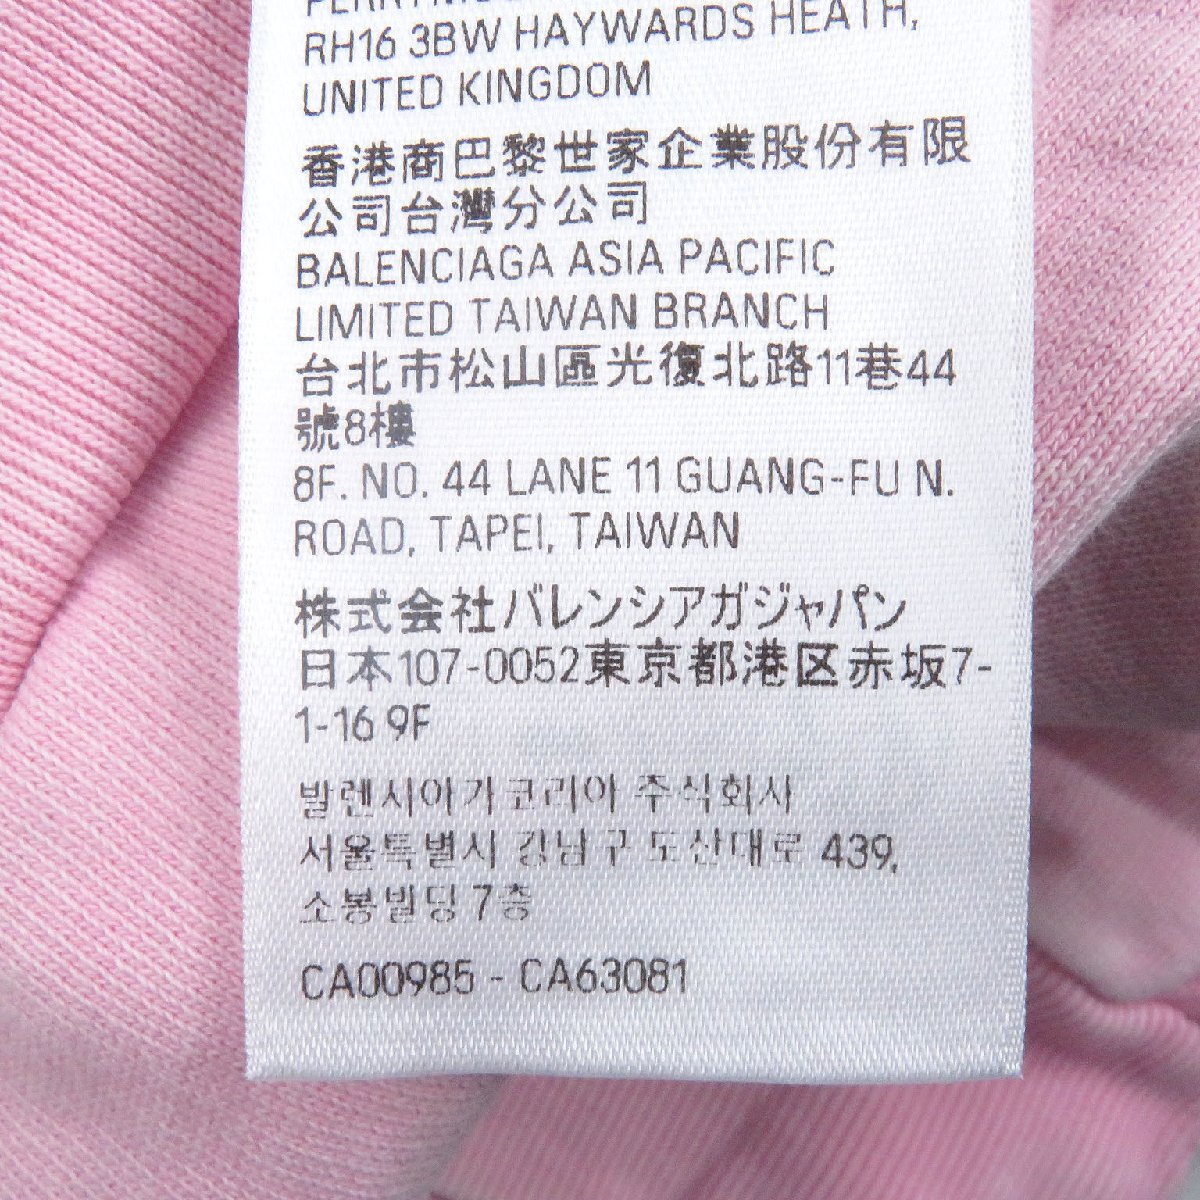 RH16 3BW HAYWARDS HEATH,
UNITED KINGDOM
香港商巴黎世家企業股份有限
公司台灣分公司
BALENCIAGA ASIA PACIFIC
LIMITED TAIWAN BRANCH
台北市松山區光復北路11巷44
號8樓
8F. NO. 44 LANE 11 GUANG-FU N.
ROAD, TAPEI, TAIWAN
株式会社バレンシアガジャパン
日本107-0052東京都港区赤坂7-
1-16 9F
발렌시아가코리아 주식회사
서울특별시 강남구 도산대로 439,
소봉빌딩 7층
CA00985 - CA63081